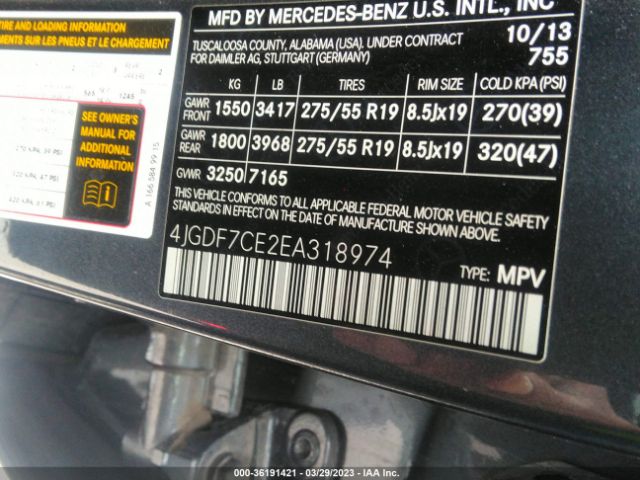 TIRE AND LOADING INFORMATION
SUR LES PNEUS ET LE CHARGEMENT
SEE OWNER'S
MANUAL FOR
ADDITIONAL
INFORMATION
A 166 584 99 15
MFD BY MERCEDES-BENZ U.S. INTL., INC
TUSCALOOSA COUNTY, ALABAMA (USA). UNDER CONTRACT
FOR DAIMLER AG, STUTTGART (GERMANY)
10/13
755
KG LB TIRES RIM SIZE COLD KPA (PSI)
GAWR FRONT 1550 3417 275/55 R19 8.5Jx19 270(39)
GAWR REAR 1800 3968 275/55 R19 8.5Jx19 320(47)
GVWR 3250 7165
THIS VEHICLE CONFORMS TO ALL APPLICABLE FEDERAL MOTOR VEHICLE SAFETY
STANDARDS IN EFFECT ON THE DATE OF MANUFACTURE SHOWN ABOVE.
4JGDF7CE2EA318974
TYPE: MPV
000-36191421 - 03/29/2023 - IAA Inc.